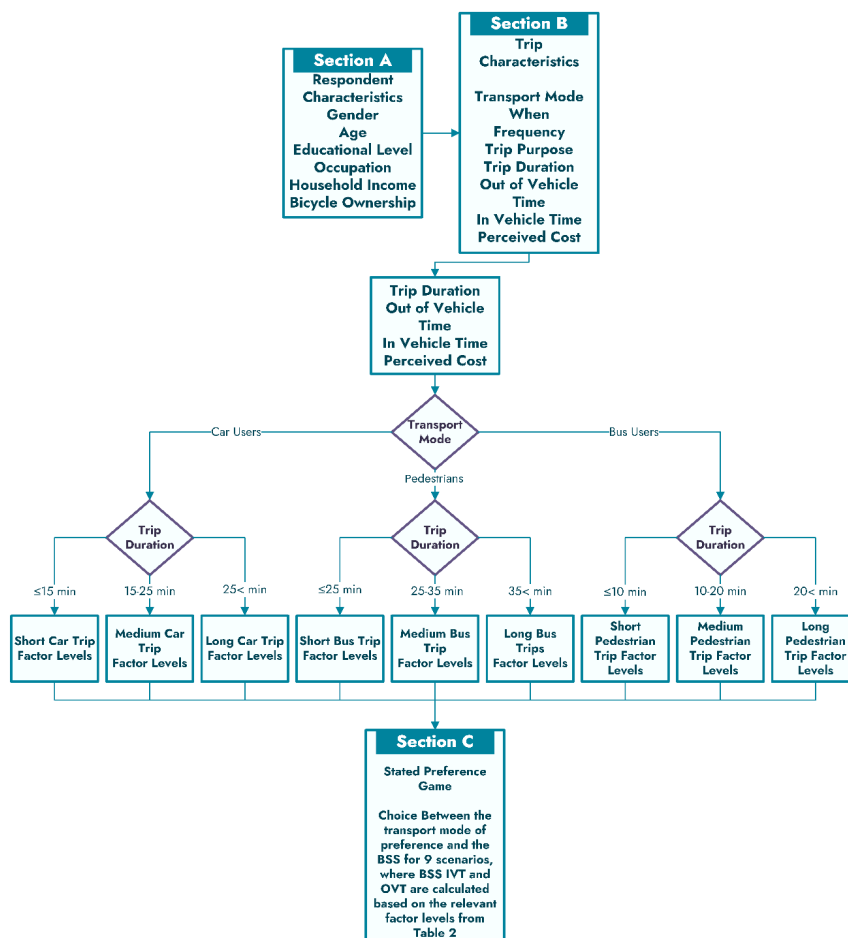 Section A
Respondent
Characteristics
Gender
Age
Educational Level
Occupation
Household Income
Bicycle Ownership
Section B
Trip
Characteristics
Transport Mode
When
Frequency
Trip Purpose
Trip Duration
Out of Vehicle
Time
In Vehicle Time
Perceived Cost
Trip Duration
Out of Vehicle
Time
In Vehicle Time
Perceived Cost
Transport
Mode
Car Users
Pedestrians
Bus Users
Trip
Duration
Trip
Duration
Trip
Duration
≤15 min
15-25 min
25< min
≤25 min
25-35 min
35< min
≤10 min
10-20 min
20< min
Short Car Trip
Factor Levels
Medium Car
Trip
Factor Levels
Long Car Trip
Factor Levels
Short Bus Trip
Factor Levels
Medium Bus
Trip
Factor Levels
Long Bus
Trips
Factor Levels
Short
Pedestrian
Trip Factor
Levels
Medium
Pedestrian
Trip Factor
Levels
Long
Pedestrian
Trip Factor
Levels
Section C
Stated Preference
Game
Choice Between the
transport mode of
preference and the
BSS for 9 scenarios,
where BSS IVT and
OVT are calculated
based on the relevant
factor levels from
Table 2